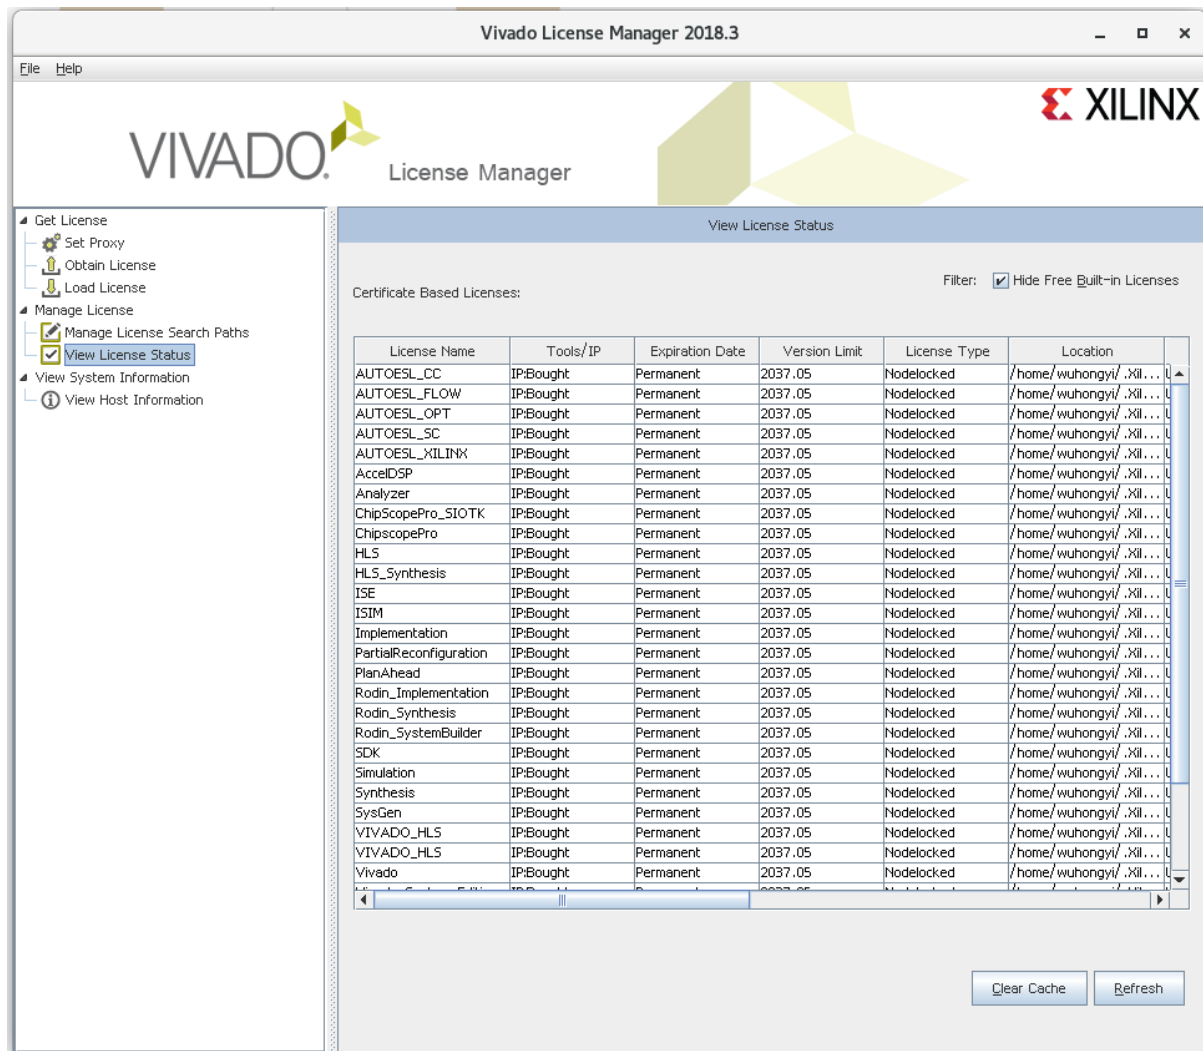 Vivado License Manager 2018.3
File Help
VIVADO. License Manager
XILINX
Get License
Set Proxy
Obtain License
Load License
Manage License
Manage License Search Paths
View License Status
View System Information
View Host Information
View License Status
Certificate Based Licenses:
Filter: Hide Free Built-in Licenses
License Name Tools/IP Expiration Date Version Limit License Type Location
AUTOESL_CC IP:Bought Permanent 2037.05 Nodelocked /home/wuhongyi/.Xil...
AUTOESL_FLOW IP:Bought Permanent 2037.05 Nodelocked /home/wuhongyi/.Xil...
AUTOESL_OPT IP:Bought Permanent 2037.05 Nodelocked /home/wuhongyi/.Xil...
AUTOESL_SC IP:Bought Permanent 2037.05 Nodelocked /home/wuhongyi/.Xil...
AUTOESL_XILINX IP:Bought Permanent 2037.05 Nodelocked /home/wuhongyi/.Xil...
AccelDSP IP:Bought Permanent 2037.05 Nodelocked /home/wuhongyi/.Xil...
Analyzer IP:Bought Permanent 2037.05 Nodelocked /home/wuhongyi/.Xil...
ChipScopePro_SIOTK IP:Bought Permanent 2037.05 Nodelocked /home/wuhongyi/.Xil...
ChipscopePro IP:Bought Permanent 2037.05 Nodelocked /home/wuhongyi/.Xil...
HLS IP:Bought Permanent 2037.05 Nodelocked /home/wuhongyi/.Xil...
HLS_Synthesis IP:Bought Permanent 2037.05 Nodelocked /home/wuhongyi/.Xil...
ISE IP:Bought Permanent 2037.05 Nodelocked /home/wuhongyi/.Xil...
ISIM IP:Bought Permanent 2037.05 Nodelocked /home/wuhongyi/.Xil...
Implementation IP:Bought Permanent 2037.05 Nodelocked /home/wuhongyi/.Xil...
PartialReconfiguration IP:Bought Permanent 2037.05 Nodelocked /home/wuhongyi/.Xil...
PlanAhead IP:Bought Permanent 2037.05 Nodelocked /home/wuhongyi/.Xil...
Rodin_Implementation IP:Bought Permanent 2037.05 Nodelocked /home/wuhongyi/.Xil...
Rodin_Synthesis IP:Bought Permanent 2037.05 Nodelocked /home/wuhongyi/.Xil...
Rodin_SystemBuilder IP:Bought Permanent 2037.05 Nodelocked /home/wuhongyi/.Xil...
SDK IP:Bought Permanent 2037.05 Nodelocked /home/wuhongyi/.Xil...
Simulation IP:Bought Permanent 2037.05 Nodelocked /home/wuhongyi/.Xil...
Synthesis IP:Bought Permanent 2037.05 Nodelocked /home/wuhongyi/.Xil...
SysGen IP:Bought Permanent 2037.05 Nodelocked /home/wuhongyi/.Xil...
VIVADO_HLS IP:Bought Permanent 2037.05 Nodelocked /home/wuhongyi/.Xil...
VIVADO_HLS IP:Bought Permanent 2037.05 Nodelocked /home/wuhongyi/.Xil...
Vivado IP:Bought Permanent 2037.05 Nodelocked /home/wuhongyi/.Xil...
Clear Cache Refresh